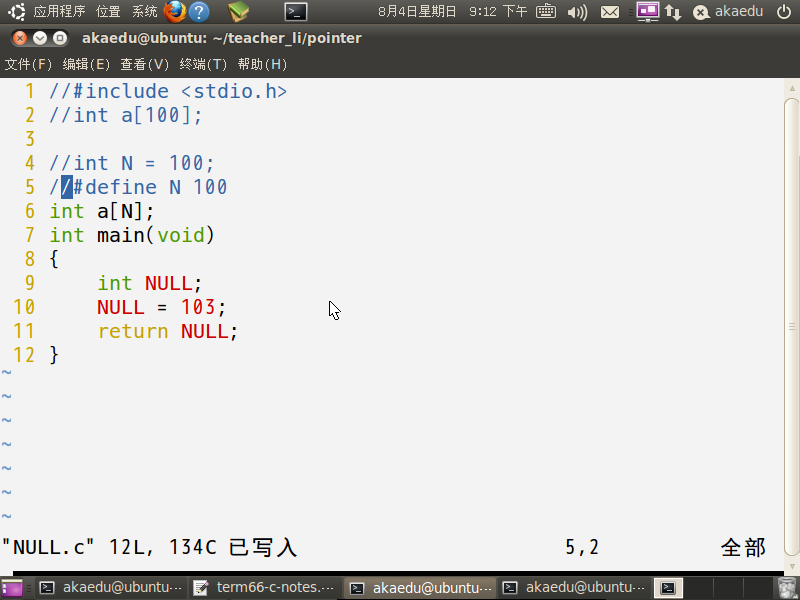 应用程序 位置 系统 8月4日星期日 9:12 下午 akaedu
akaedu@ubuntu: ~/teacher_li/pointer
文件(F) 编辑(E) 查看(V) 终端(T) 帮助(H)
1 //#include <stdio.h>
2 //int a[100];
3
4 //int N = 100;
5 //#define N 100
6 int a[N];
7 int main(void)
8 {
9 int NULL;
10 NULL = 103;
11 return NULL;
12 }
~
~
~
~
~
~
~
"NULL.c" 12L, 134C 已写入 5,2 全部
akaedu@ubuntu:... term66-c-notes.... akaedu@ubuntu:... akaedu@ubuntu:...